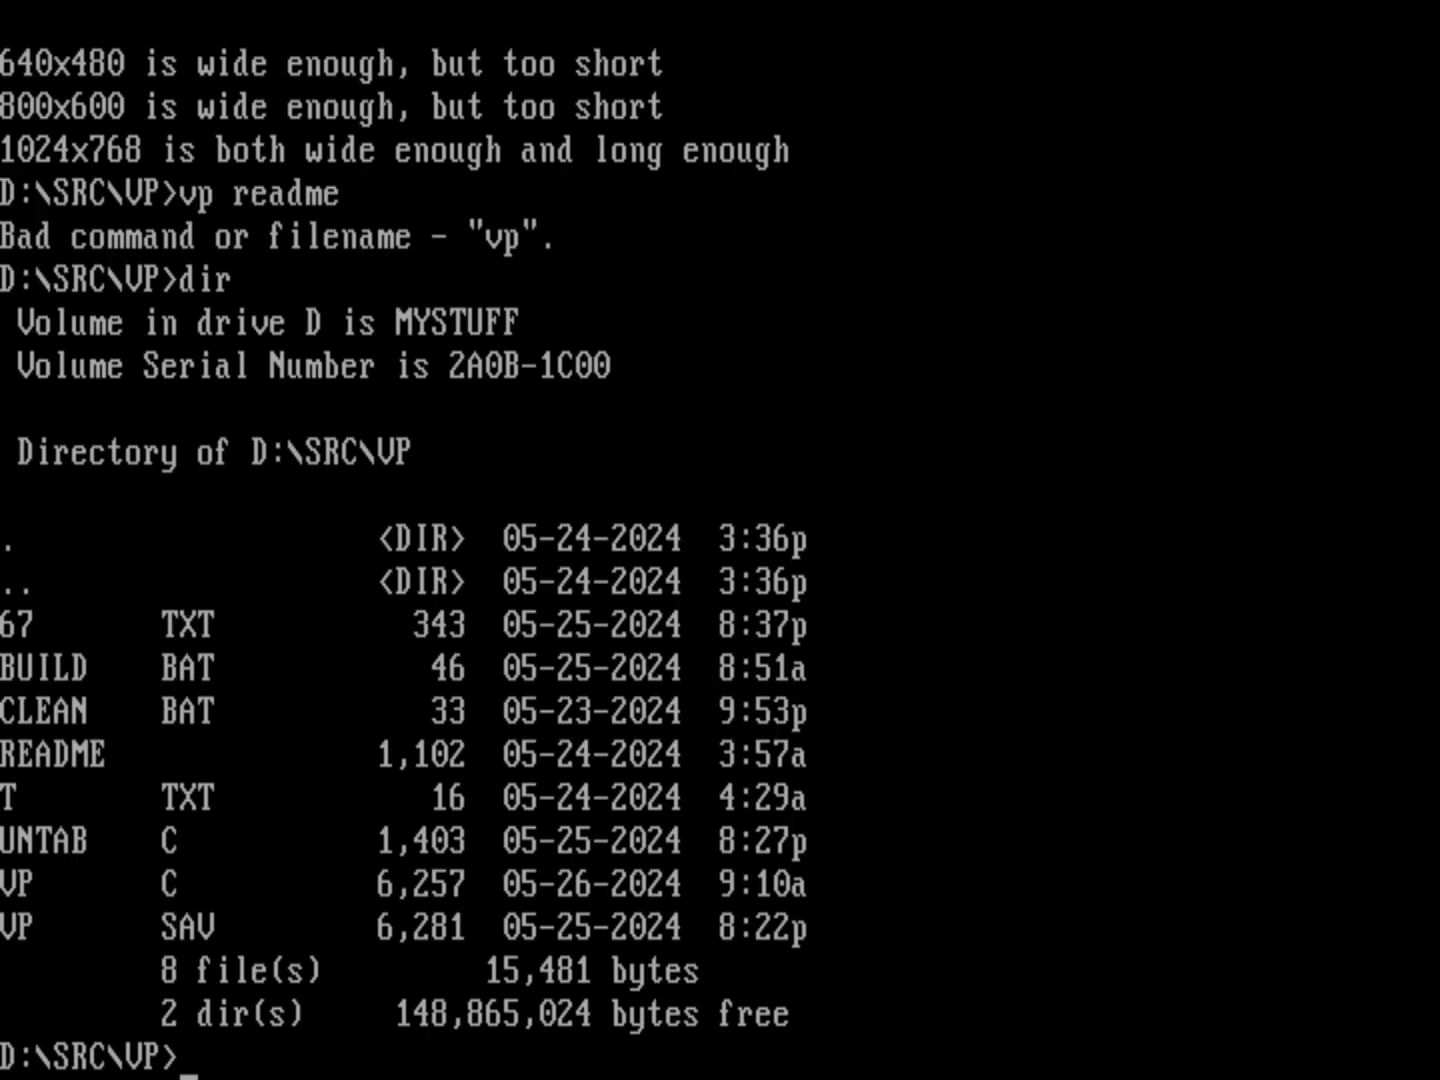 640x480 is wide enough, but too short
800x600 is wide enough, but too short
1024x768 is both wide enough and long enough
D:\SRC\VP>vp readme
Bad command or filename - "vp".
D:\SRC\VP>dir
 Volume in drive D is MYSTUFF
 Volume Serial Number is 2A0B-1C00

 Directory of D:\SRC\VP

.                    <DIR>  05-24-2024  3:36p
..                   <DIR>  05-24-2024  3:36p
67       TXT           343  05-25-2024  8:37p
BUILD    BAT            46  05-25-2024  8:51a
CLEAN    BAT            33  05-23-2024  9:53p
README               1,102  05-24-2024  3:57a
T        TXT            16  05-24-2024  4:29a
UNTAB    C           1,403  05-25-2024  8:27p
VP       C           6,257  05-26-2024  9:10a
VP       SAV         6,281  05-25-2024  8:22p
         8 file(s)         15,481 bytes
         2 dir(s)     148,865,024 bytes free
D:\SRC\VP>_